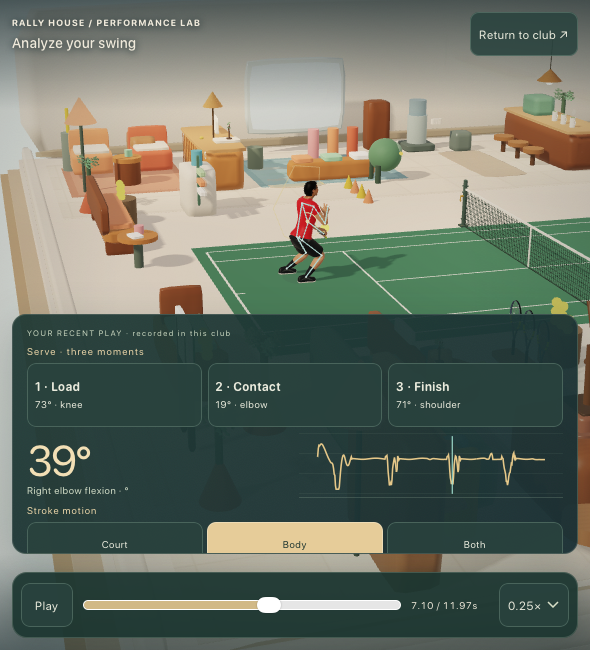 RALLY HOUSE / PERFORMANCE LAB
Analyze your swing
Return to club ↗
YOUR RECENT PLAY · recorded in this club
Serve · three moments
1 · Load
73° · knee
2 · Contact
19° · elbow
3 · Finish
71° · shoulder
39°
Right elbow flexion · °
Stroke motion
Court
Body
Both
Play
7.10 / 11.97s
0.25×